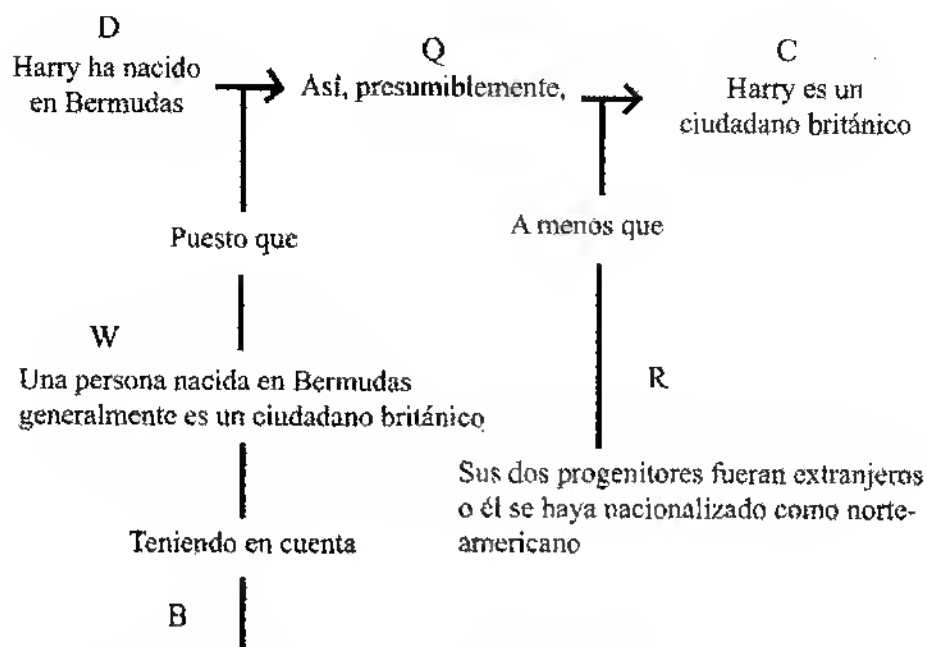 D
Harry ha nacido
en Bermudas
Q
Así, presumiblemente,
C
Harry es un
ciudadano británico
Puesto que
A menos que
W
Una persona nacida en Bermudas
generalmente es un ciudadano británico
R
Sus dos progenitores fueran extranjeros
o él se haya nacionalizado como norte-
americano
Teniendo en cuenta
B